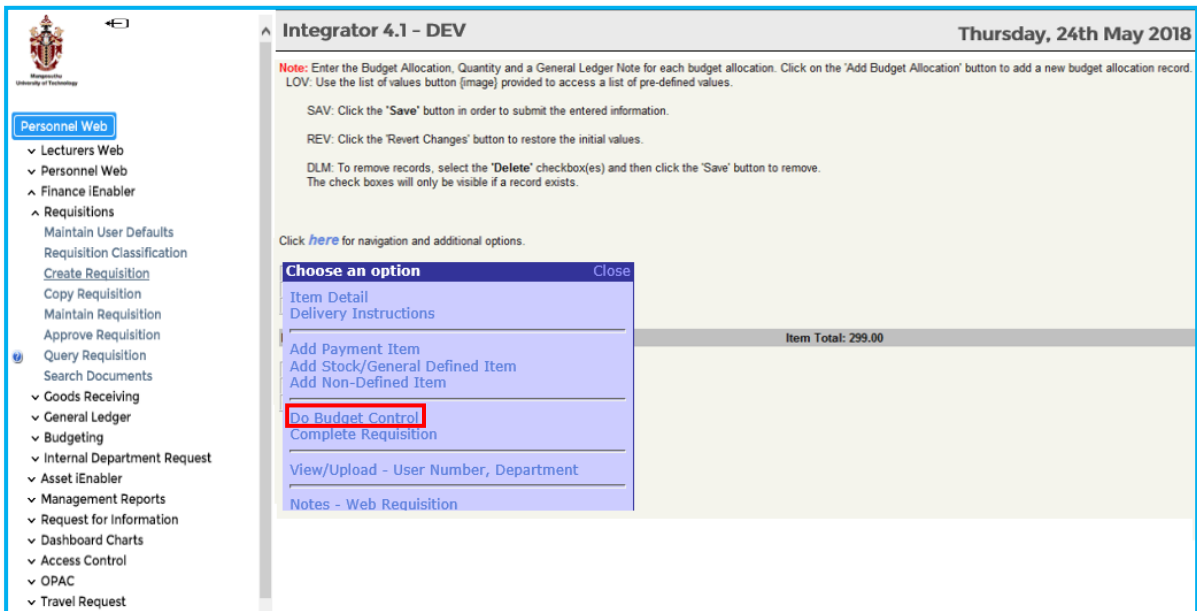 Integrator 4.1 – DEV
Thursday, 24th May 2018
Mangosuthu
University of Technology
Personnel Web
Lecturers Web
Personnel Web
Finance iEnabler
Requisitions
Maintain User Defaults
Requisition Classification
Create Requisition
Copy Requisition
Maintain Requisition
Approve Requisition
Query Requisition
Search Documents
Goods Receiving
General Ledger
Budgeting
Internal Department Request
Asset iEnabler
Management Reports
Request for Information
Dashboard Charts
Access Control
OPAC
Travel Request
Note: Enter the Budget Allocation, Quantity and a General Ledger Note for each budget allocation. Click on the 'Add Budget Allocation' button to add a new budget allocation record.
LOV: Use the list of values button {image} provided to access a list of pre-defined values.
SAV: Click the "Save" button in order to submit the entered information.
REV: Click the 'Revert Changes' button to restore the initial values.
DLM: To remove records, select the 'Delete' checkbox(es) and then click the 'Save' button to remove.
The check boxes will only be visible if a record exists.
Click here for navigation and additional options.
Choose an option Close
Item Detail
Delivery Instructions
Item Total: 299.00
Add Payment Item
Add Stock/General Defined Item
Add Non-Defined Item
Do Budget Control
Complete Requisition
View/Upload - User Number, Department
Notes - Web Requisition